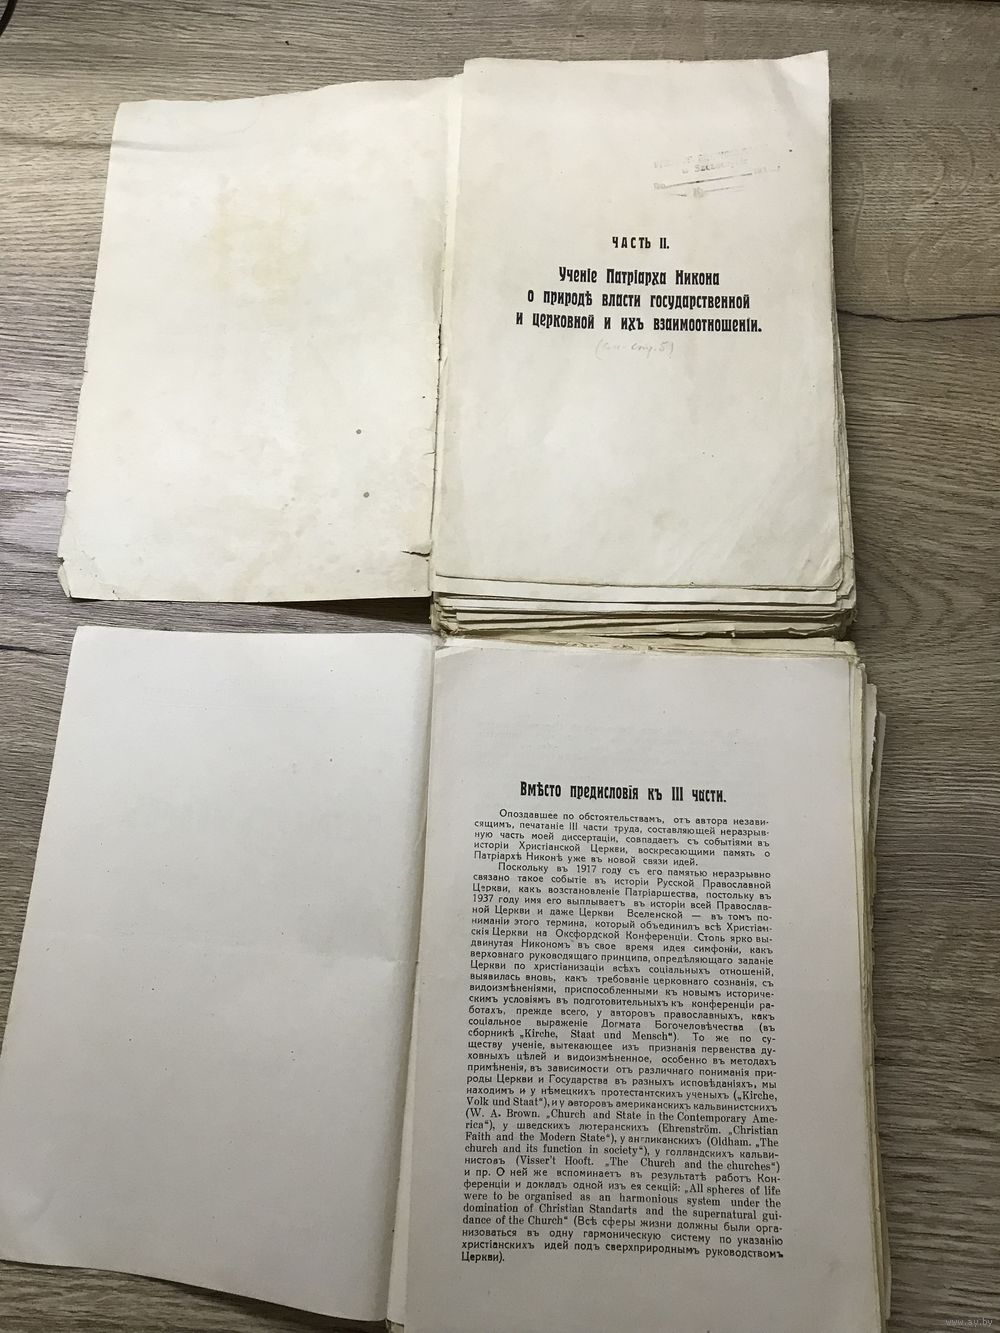 ЧАСТЬ II.
Ученіе Патріарха Никона
о природѣ власти государственной
и церковной и ихъ взаимоотношеніи.
Вмѣсто предисловія къ III части.
Опоздавшее по обстоятельствамъ, отъ автора незави-
сящимъ, печатаніе III части труда, составляющей неразрыв-
ную часть моей диссертаціи, совпадаетъ съ событіями въ
исторіи Христіанской Церкви, воскресающими память о
Патріархѣ Никонѣ уже въ новой связи идей.
Поскольку въ 1917 году съ его памятью неразрывно
связано такое событіе въ исторіи Русской Православной
Церкви, какъ возстановленіе Патріаршества, постольку въ
1937 году имя его выплываетъ въ исторіи всей Православ-
ной Церкви и даже Церкви Вселенской — въ томъ по-
ниманіи этого термина, который объединилъ всѣ Христіан-
скія Церкви на Оксфордской Конференціи. Столь ярко вы-
двинутая Никономъ въ свое время идея симфоніи, какъ
верховнаго руководящаго принципа, опредѣляющаго заданіе
Церкви по христіанизаціи всѣхъ соціальныхъ отношеній,
выявилась вновь, какъ требованіе церковнаго сознанія, съ
видоизмѣненіями, приспособленными къ новымъ историче-
скимъ условіямъ въ подготовительныхъ къ конференціи ра-
ботахъ, прежде всего, у авторовъ православныхъ, какъ
соціальное выраженіе Догмата Богочеловѣчества (въ
сборникѣ „Kirche, Staat und Mensch“). То же по су-
ществу ученіе, вытекающее изъ признанія первенства ду-
ховныхъ цѣлей и видоизмѣненное, особенно въ методахъ
примѣненія, въ зависимости отъ различнаго пониманія при-
роды Церкви и Государства въ разныхъ исповѣданіяхъ, мы
находимъ и у нѣмецкихъ протестантскихъ ученыхъ („Kirche,
Volk und Staat“), и у авторовъ американскихъ кальвинистскихъ
(W. A. Brown. „Church and State in the Contemporary Ame-
rica“), у шведскихъ лютеранскихъ (Ehrenström. „Christian
Faith and the Modern State“), у англиканскихъ (Oldham. „The
church and its function in society“), у голландскихъ кальви-
нистовъ (Visser't Hooft. „The Church and the churches“)
и пр. О ней же вспоминаетъ въ результатѣ работъ Кон-
ференціи и докладъ одной изъ ея секцій: „All spheres of life
were to be organised as an harmonious system under the
domination of Christian Standarts and the supernatural gui-
dance of the Church“ (Всѣ сферы жизни должны были орга-
низоваться въ одну гармоническую систему по указанію
христіанскихъ идей подъ сверхприроднымъ руководствомъ
Церкви).
www.ay.by